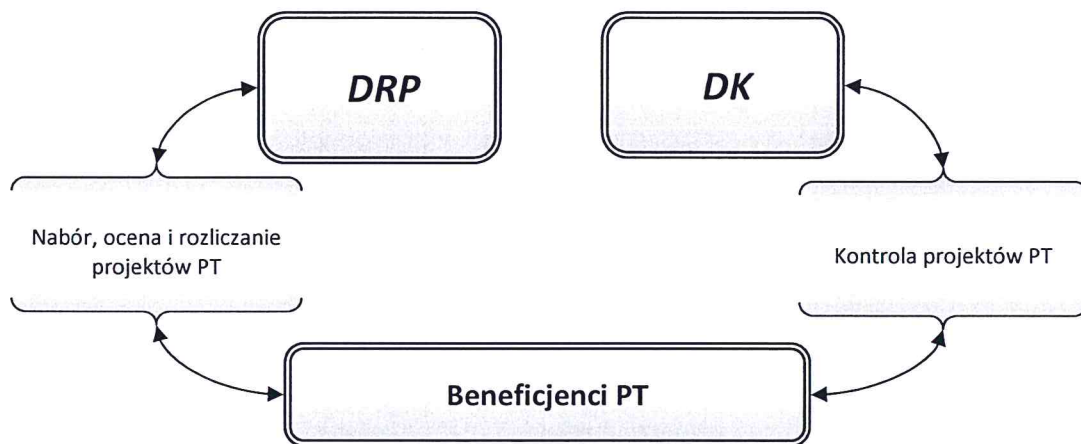 DRP
DK
Nabór, ocena i rozliczanie
projektów PT
Kontrola projektów PT
Beneficjenci PT